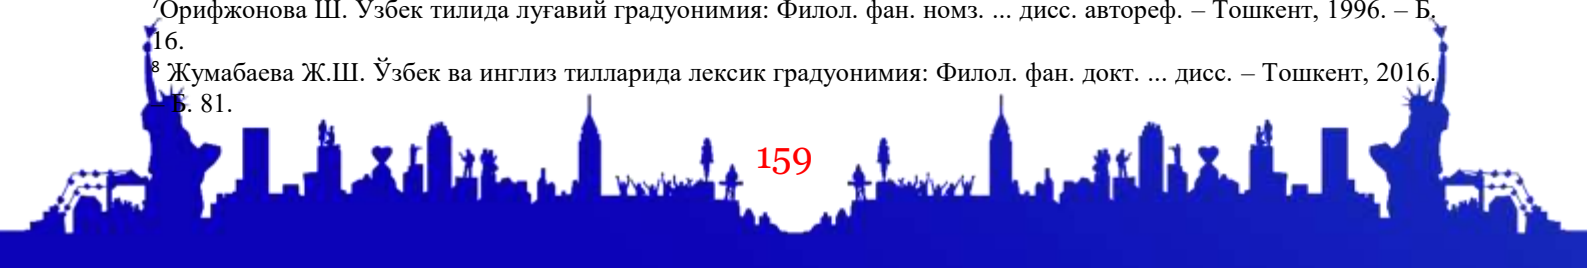 ⁷Орифжонова Ш. Ўзбек тилида луғавий градуонимия: Филол. фан. номз. ... дисс. автореф. – Тошкент, 1996. – Б.
16.
⁸ Жумабаева Ж.Ш. Ўзбек ва инглиз тилларида лексик градуонимия: Филол. фан. докт. ... дисс. – Тошкент, 2016.
– Б. 81.
159